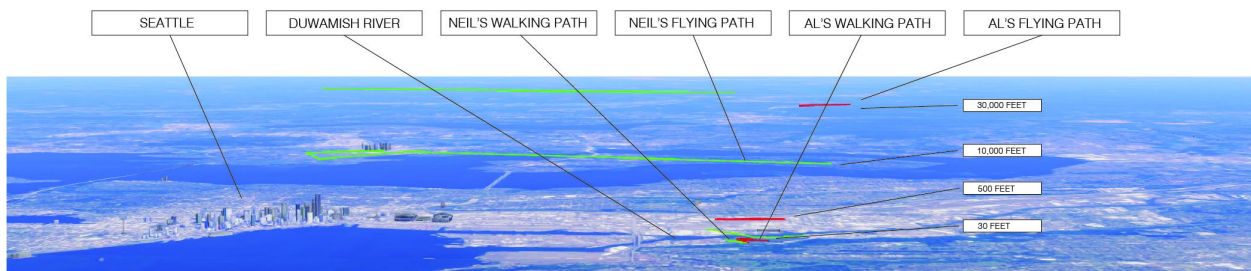 SEATTLE
DUWAMISH RIVER
NEIL'S WALKING PATH
NEIL'S FLYING PATH
AL'S WALKING PATH
AL'S FLYING PATH
30,000 FEET
10,000 FEET
500 FEET
30 FEET